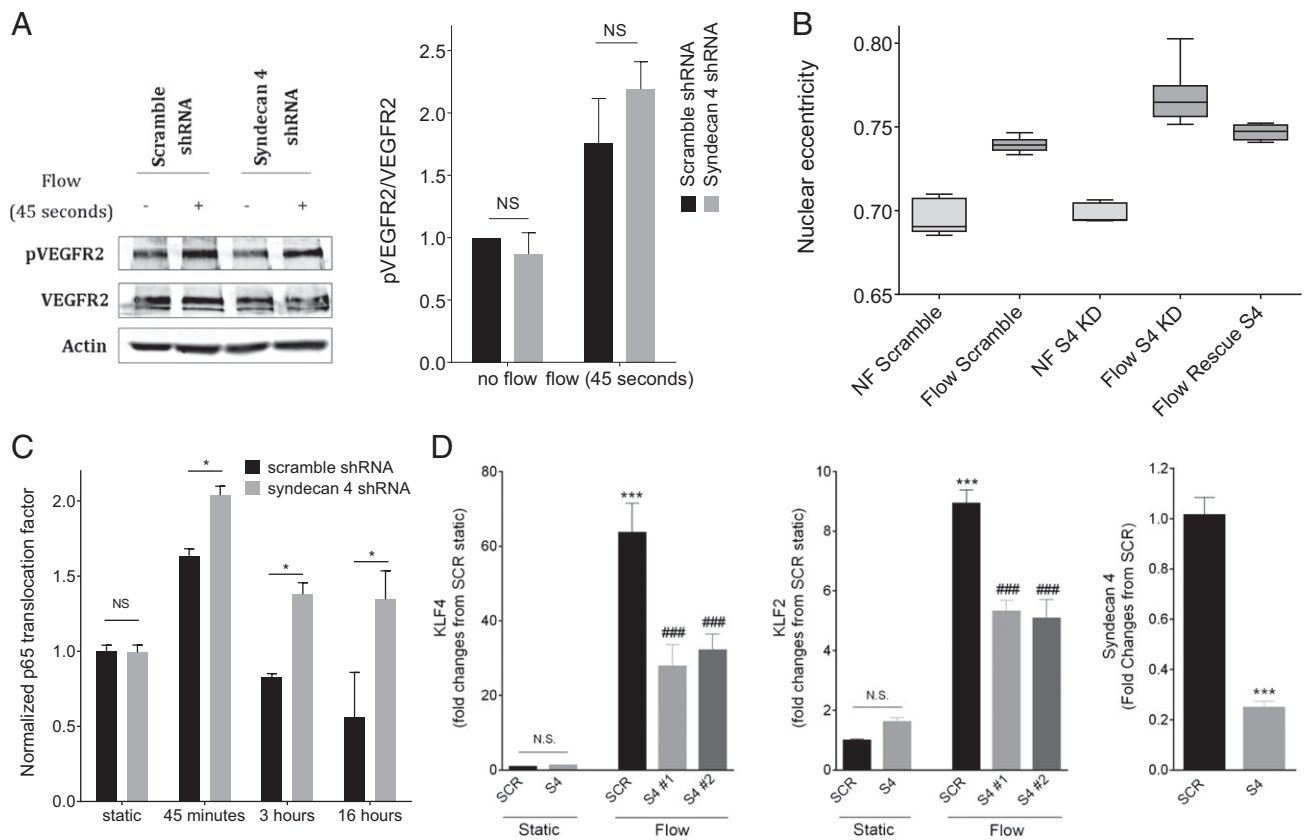 A
Scramble
shRNA
Syndecan 4
shRNA
Flow
(45 seconds)
- + - +
pVEGFR2
VEGFR2
Actin
pVEGFR2/VEGFR2
2.5
2.0
1.5
1.0
0.5
0.0
NS
NS
no flow
flow (45 seconds)
Scramble shRNA
Syndecan 4 shRNA
B
Nuclear eccentricity
0.80
0.75
0.70
0.65
NF Scramble
Flow Scramble
NF S4 KD
Flow S4 KD
Flow Rescue S4
C
Normalized p65 translocation factor
2.0
1.5
1.0
0.5
0.0
NS
*
*
*
scramble shRNA
syndecan 4 shRNA
static
45 minutes
3 hours
16 hours
D
KLF4
(fold changes from SCR static)
80
60
40
20
0
N.S.
***
###
###
SCR
S4
SCR
S4 #1
S4 #2
Static
Flow
KLF2
(fold changes from SCR static)
10
8
6
4
2
0
N.S.
***
###
###
SCR
S4
SCR
S4 #1
S4 #2
Static
Flow
Syndecan 4
(Fold Changes from SCR)
1.2
1.0
0.8
0.6
0.4
0.2
0.0
***
SCR
S4